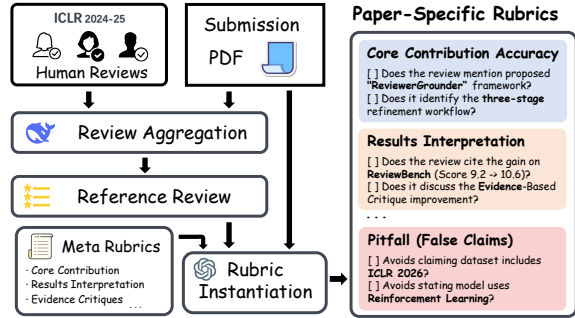 ICLR 2024-25
Human Reviews
Submission
PDF
Review Aggregation
Reference Review
Meta Rubrics
· Core Contribution
· Results Interpretation
· Evidence Critiques
...
Rubric
Instantiation
Paper-Specific Rubrics
Core Contribution Accuracy
[ ] Does the review mention proposed
"ReviewerGrounder" framework?
[ ] Does it identify the three-stage
refinement workflow?
Results Interpretation
[ ] Does the review cite the gain on
ReviewBench (Score 9.2 -> 10.6)?
[ ] Does it discuss the Evidence-Based
Critique improvement?
. . .
Pitfall (False Claims)
[ ] Avoids claiming dataset includes
ICLR 2026?
[ ] Avoids stating model uses
Reinforcement Learning?